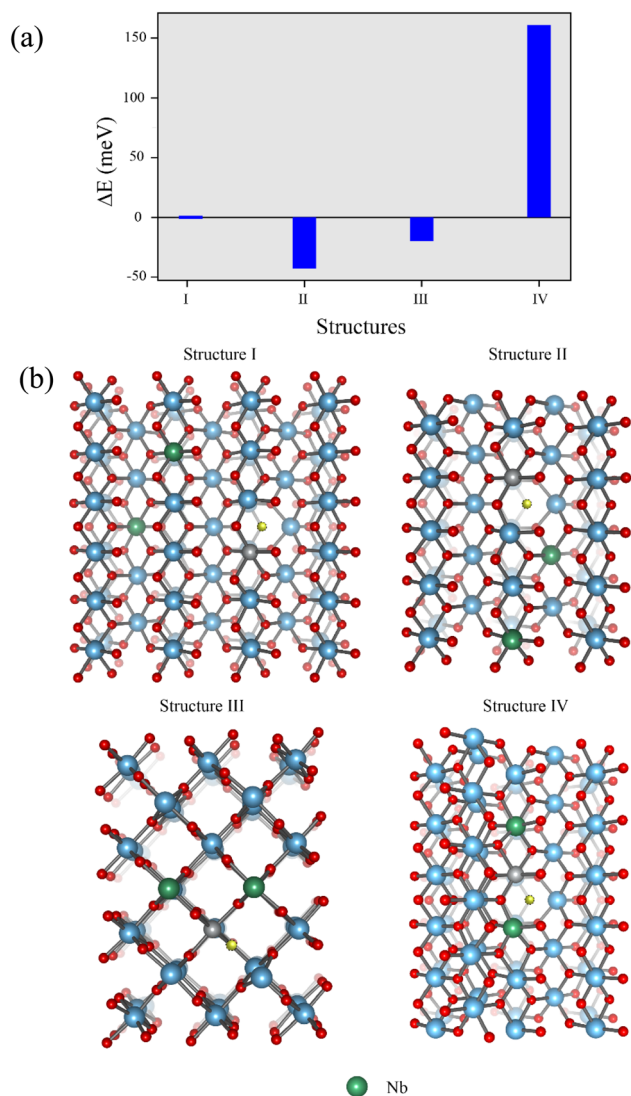 (a)
150
100
50
0
-50
ΔE (meV)
I II III IV
Structures
(b)
Structure I
Structure II
Structure III
Structure IV
Nb